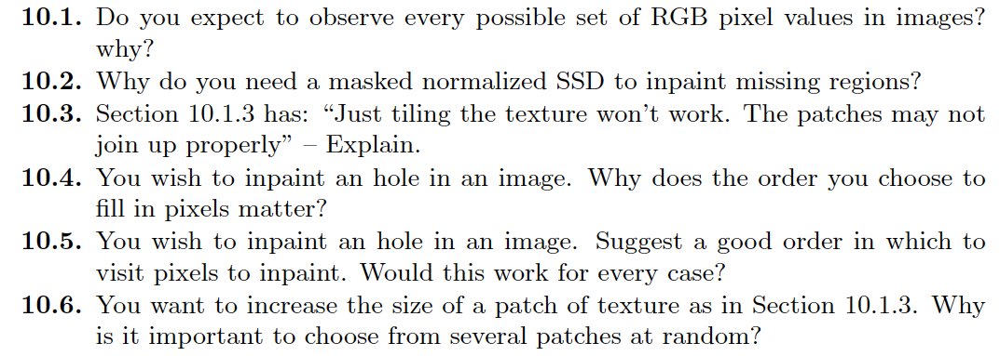 10.1. Do you expect to observe every possible set of RGB pixel values in images?
why?
10.2. Why do you need a masked normalized SSD to inpaint missing regions?
10.3. Section 10.1.3 has: “Just tiling the texture won’t work. The patches may not
join up properly” – Explain.
10.4. You wish to inpaint an hole in an image. Why does the order you choose to
fill in pixels matter?
10.5. You wish to inpaint an hole in an image. Suggest a good order in which to
visit pixels to inpaint. Would this work for every case?
10.6. You want to increase the size of a patch of texture as in Section 10.1.3. Why
is it important to choose from several patches at random?